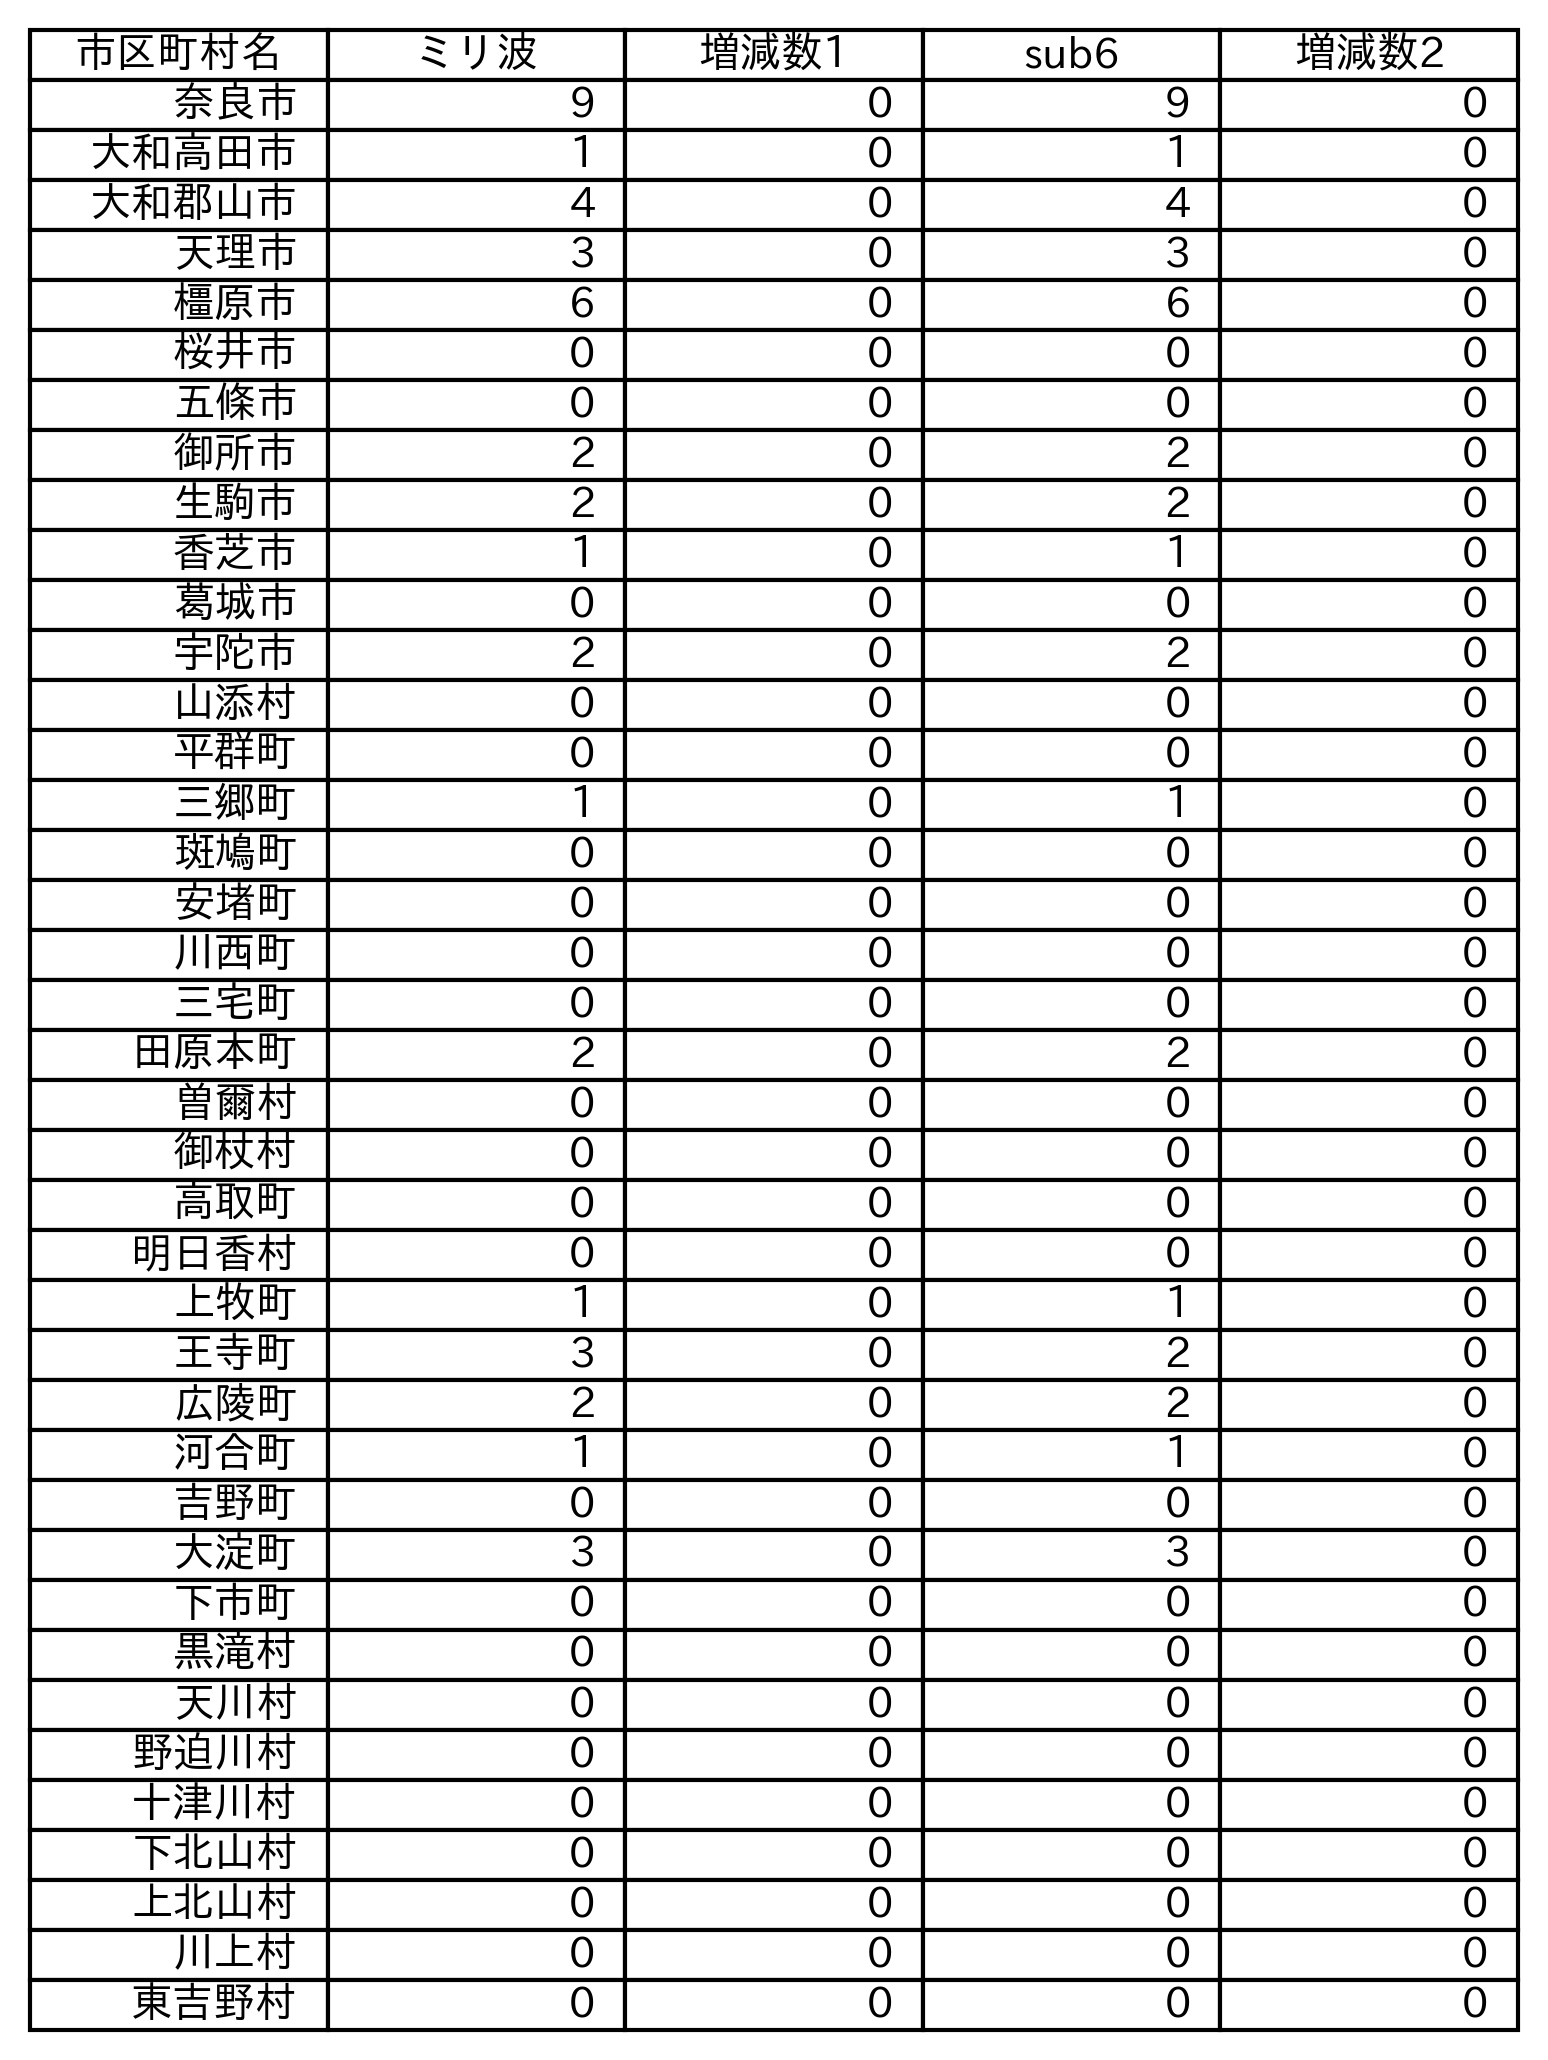 市区町村名 ミリ波 増減数1 sub6 増減数2
奈良市 9 0 9 0
大和高田市 1 0 1 0
大和郡山市 4 0 4 0
天理市 3 0 3 0
橿原市 6 0 6 0
桜井市 0 0 0 0
五條市 0 0 0 0
御所市 2 0 2 0
生駒市 2 0 2 0
香芝市 1 0 1 0
葛城市 0 0 0 0
宇陀市 2 0 2 0
山添村 0 0 0 0
平群町 0 0 0 0
三郷町 1 0 1 0
斑鳩町 0 0 0 0
安堵町 0 0 0 0
川西町 0 0 0 0
三宅町 0 0 0 0
田原本町 2 0 2 0
曽爾村 0 0 0 0
御杖村 0 0 0 0
高取町 0 0 0 0
明日香村 0 0 0 0
上牧町 1 0 1 0
王寺町 3 0 2 0
広陵町 2 0 2 0
河合町 1 0 1 0
吉野町 0 0 0 0
大淀町 3 0 3 0
下市町 0 0 0 0
黒滝村 0 0 0 0
天川村 0 0 0 0
野迫川村 0 0 0 0
十津川村 0 0 0 0
下北山村 0 0 0 0
上北山村 0 0 0 0
川上村 0 0 0 0
東吉野村 0 0 0 0